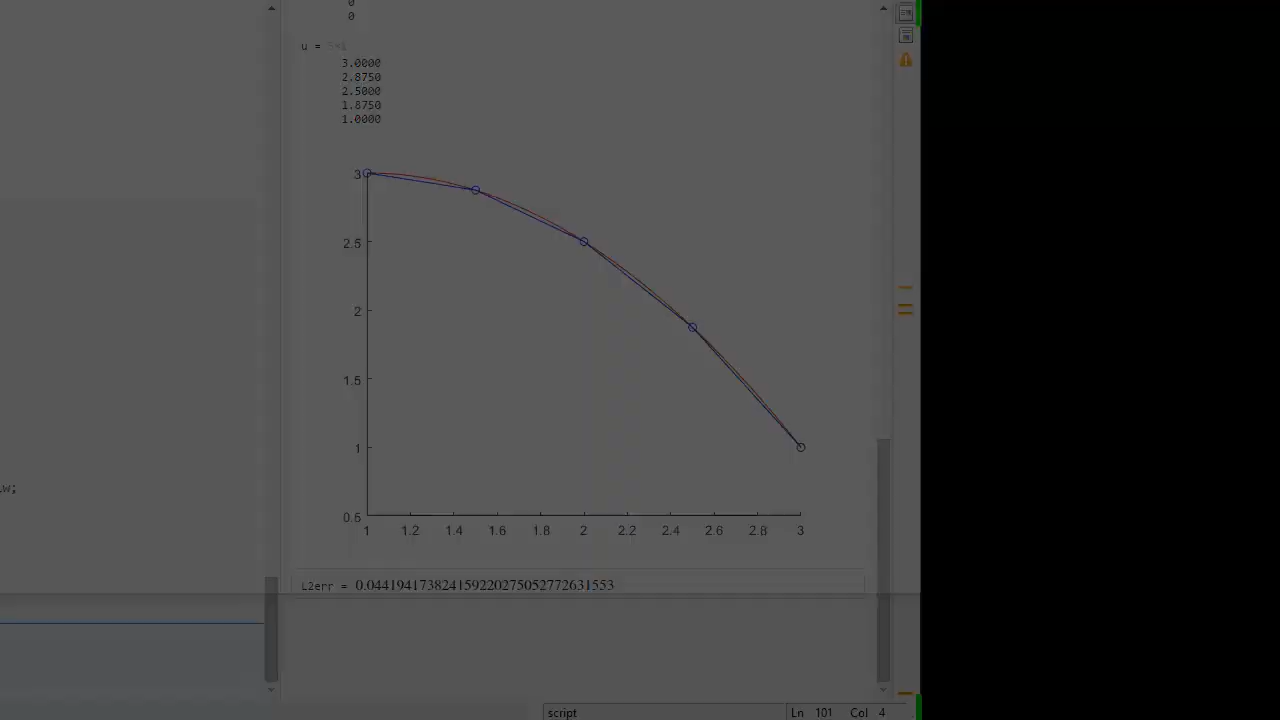 0
0
u =
3.0000
2.8750
2.5000
1.8750
1.0000
3
2.5
2
1.5
1
0.5
1 1.2 1.4 1.6 1.8 2 2.2 2.4 2.6 2.8 3
w;
L2err = 0.044194173824159220275052772631553
script Ln 101 Col 4